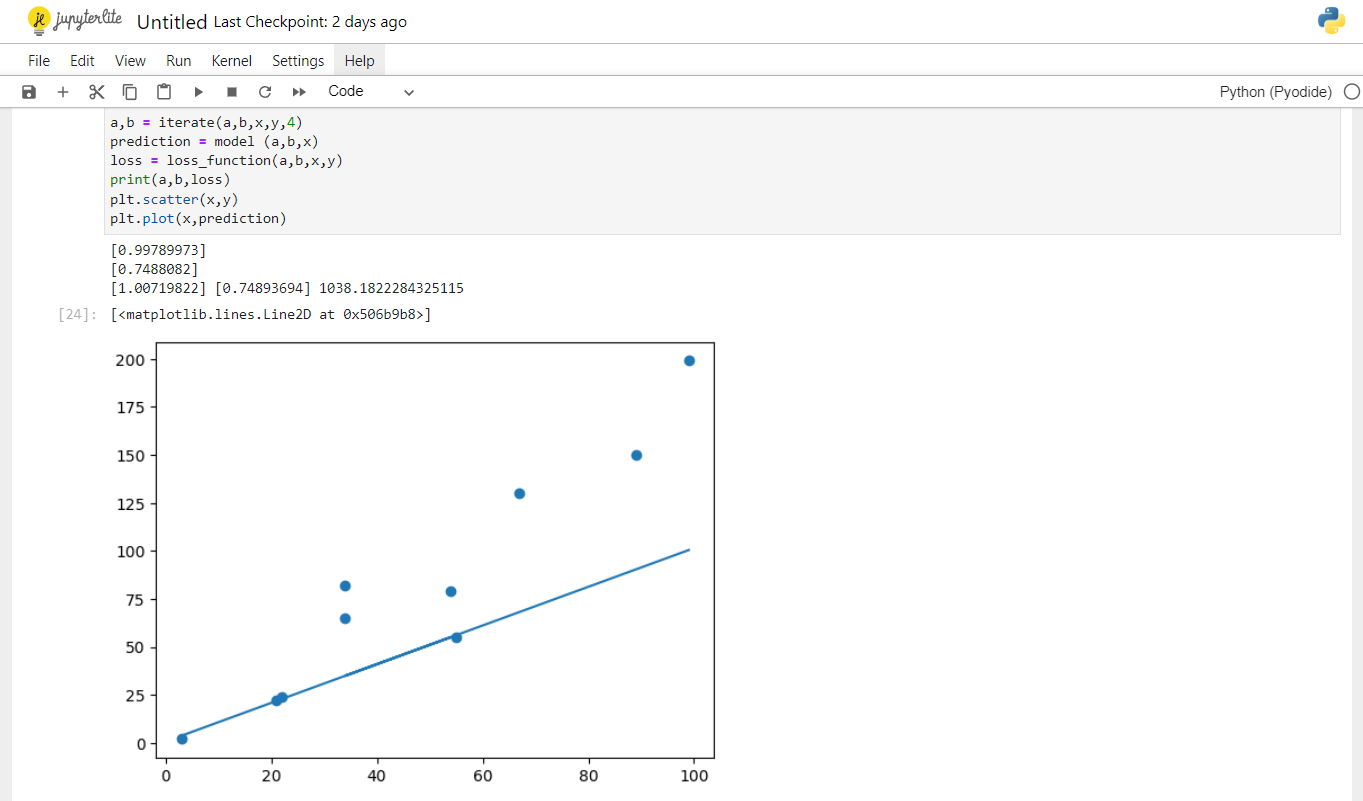 jupyterlite Untitled Last Checkpoint: 2 days ago
File Edit View Run Kernel Settings Help
Code Python (Pyodide)
a,b = iterate(a,b,x,y,4)
prediction = model (a,b,x)
loss = loss_function(a,b,x,y)
print(a,b,loss)
plt.scatter(x,y)
plt.plot(x,prediction)
[0.99789973]
[0.7488082]
[1.00719822] [0.74893694] 1038.1822284325115
[24]: [<matplotlib.lines.Line2D at 0x506b9b8>]
200
175
150
125
100
75
50
25
0
0 20 40 60 80 100